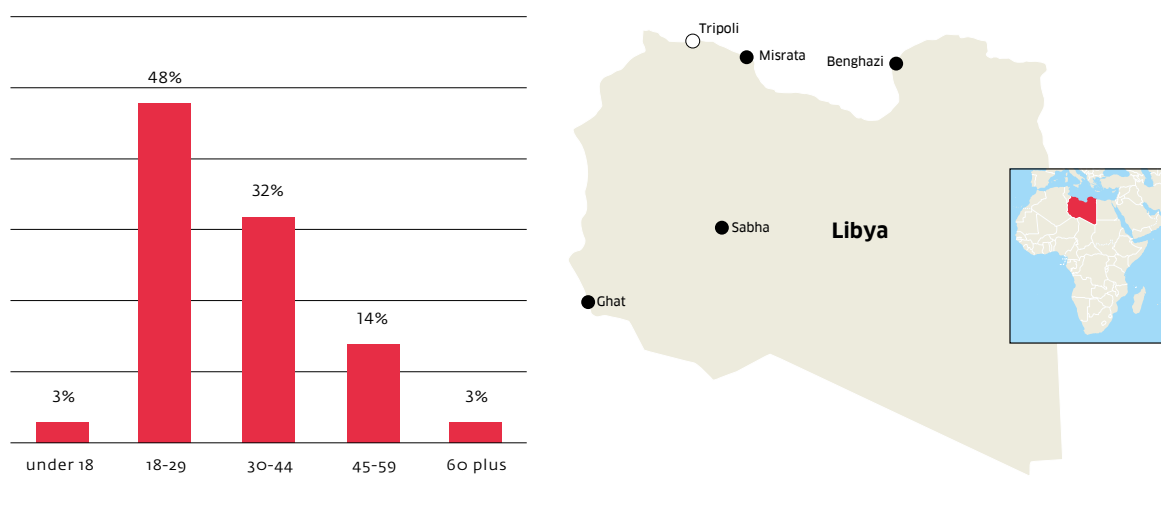 48%
32%
14%
3%
3%
under 18
18-29
30-44
45-59
60 plus
Tripoli
Misrata
Benghazi
Sabha
Libya
Ghat